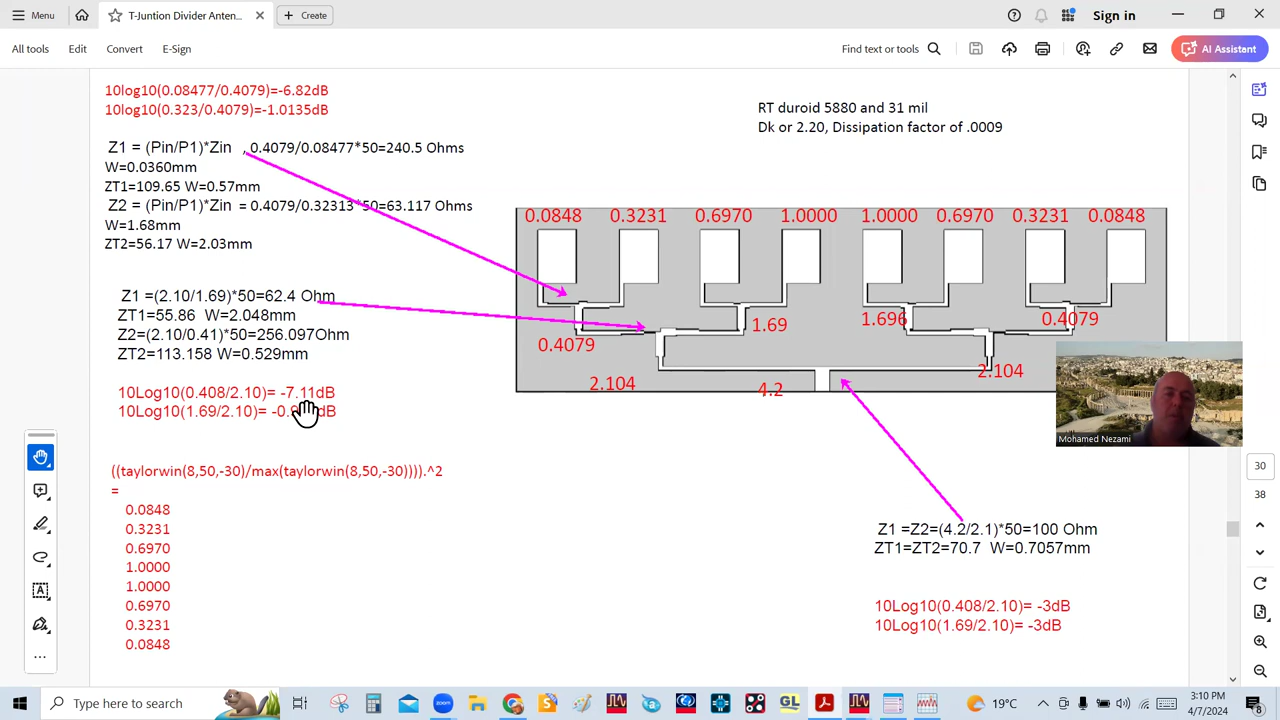 Menu
T-Juntion Divider Anten...
Create
Sign in
All tools
Edit
Convert
E-Sign
Find text or tools
AI Assistant
10log10(0.08477/0.4079)=-6.82dB
10log10(0.323/0.4079)=-1.0135dB
Z1 = (Pin/P1)*Zin , 0.4079/0.08477*50=240.5 Ohms
W=0.0360mm
ZT1=109.65 W=0.57mm
Z2 = (Pin/P1)*Zin = 0.4079/0.32313*50=63.117 Ohms
W=1.68mm
ZT2=56.17 W=2.03mm
RT duroid 5880 and 31 mil
Dk or 2.20, Dissipation factor of .0009
0.0848 0.3231 0.6970 1.0000 1.0000 0.6970 0.3231 0.0848
Z1 =(2.10/1.69)*50=62.4 Ohm
ZT1=55.86 W=2.048mm
Z2=(2.10/0.41)*50=256.097Ohm
ZT2=113.158 W=0.529mm
1.69
1.696
0.4079
0.4079
2.104
2.104
4.2
10Log10(0.408/2.10)= -7.11dB
10Log10(1.69/2.10)=
Mohamed Nezami
((taylorwin(8,50,-30)/max(taylorwin(8,50,-30)))).^2
=
0.0848
0.3231
0.6970
1.0000
1.0000
0.6970
0.3231
0.0848
Z1 =Z2=(4.2/2.1)*50=100 Ohm
ZT1=ZT2=70.7 W=0.7057mm
10Log10(0.408/2.10)= -3dB
10Log10(1.69/2.10)= -3dB
30
38
Type here to search
GL
19°C
3:10 PM
4/7/2024
8